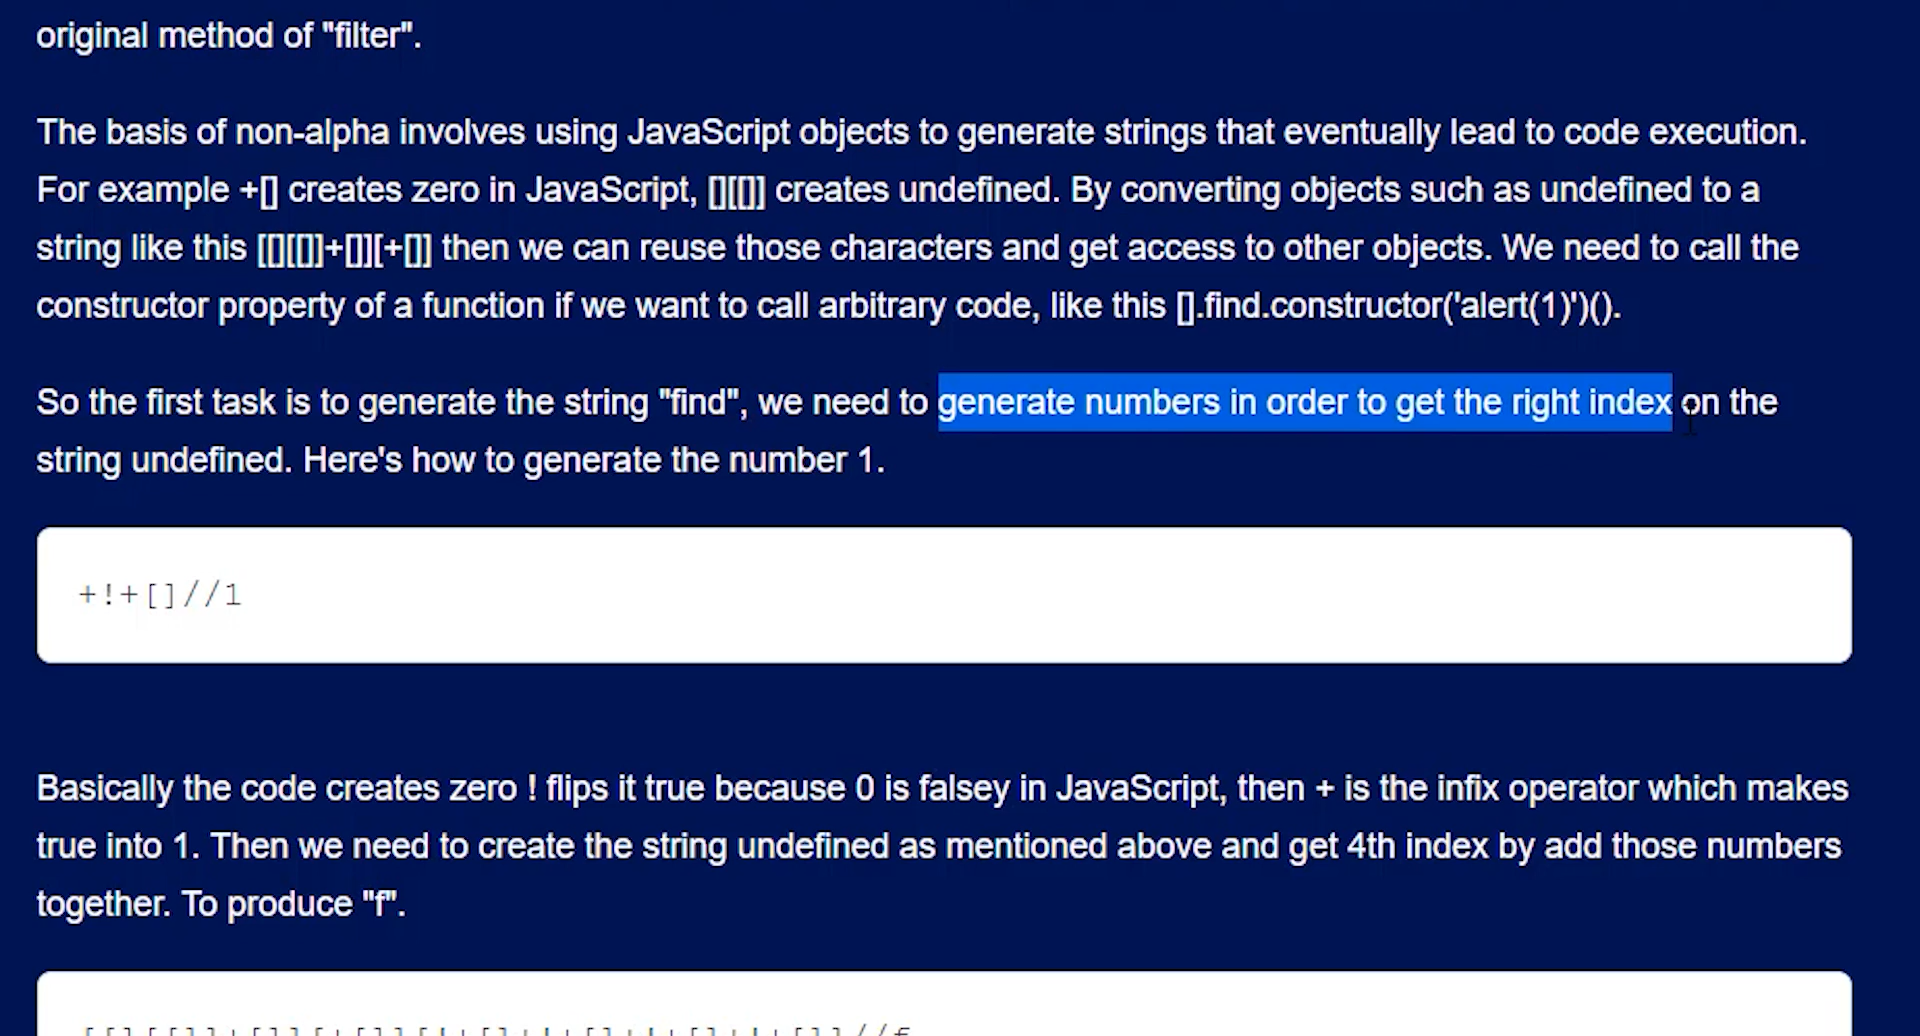 original method of "filter".
The basis of non-alpha involves using JavaScript objects to generate strings that eventually lead to code execution.
For example +[] creates zero in JavaScript, [][[]] creates undefined. By converting objects such as undefined to a
string like this [[][[]]+[]][+[]] then we can reuse those characters and get access to other objects. We need to call the
constructor property of a function if we want to call arbitrary code, like this [].find.constructor('alert(1)')().
So the first task is to generate the string "find", we need to generate numbers in order to get the right index on the
string undefined. Here's how to generate the number 1.
+!+[]//1
Basically the code creates zero ! flips it true because 0 is falsey in JavaScript, then + is the infix operator which makes
true into 1. Then we need to create the string undefined as mentioned above and get 4th index by add those numbers
together. To produce "f".